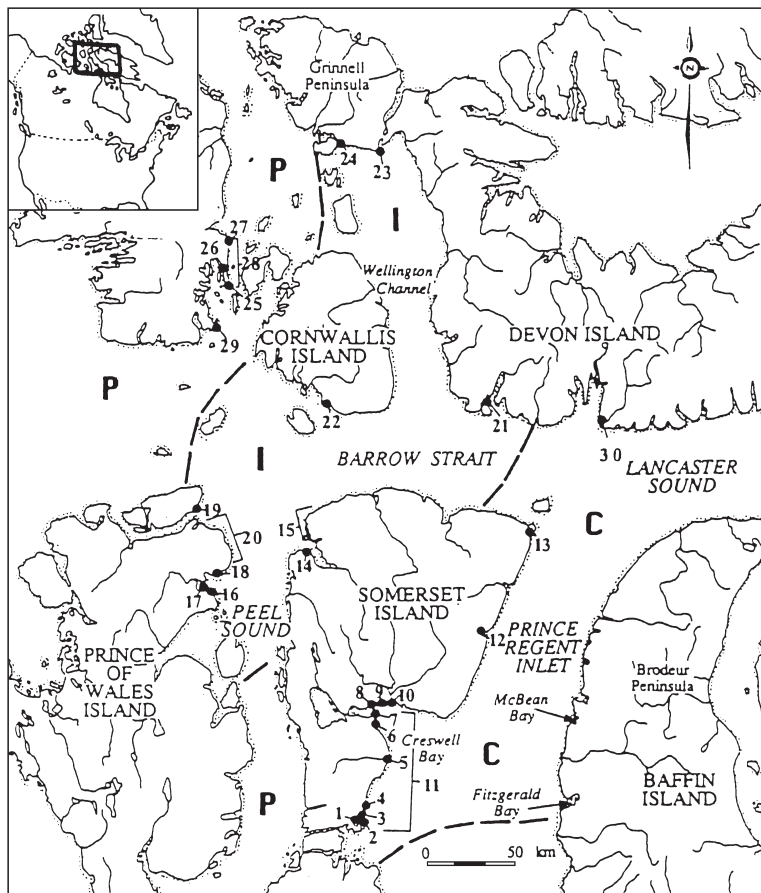 Grinnell
Peninsula
N
24
23
P
I
27
26
28
25
Wellington
Channel
29
CORNWALLIS
ISLAND
DEVON ISLAND
P
22
21
30
I
BARROW STRAIT
LANCASTER
SOUND
C
19
20
15
14
13
18
17
16
SOMERSET
ISLAND
PEEL
SOUND
12
PRINCE
REGENT
INLET
PRINCE
OF
WALES
ISLAND
Brodeur
Peninsula
8
9
10
7
6
McBean
Bay
Creswell
Bay
5
C
11
BAFFIN
ISLAND
P
4
1
3
2
Fitzgerald
Bay
0 50 km